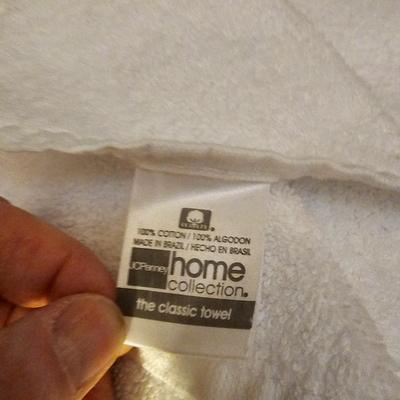 100% COTTON / 100% ALGODON
MADE IN BRAZIL / HECHO EN BRASIL
JCPenney home
collection.
the classic towel